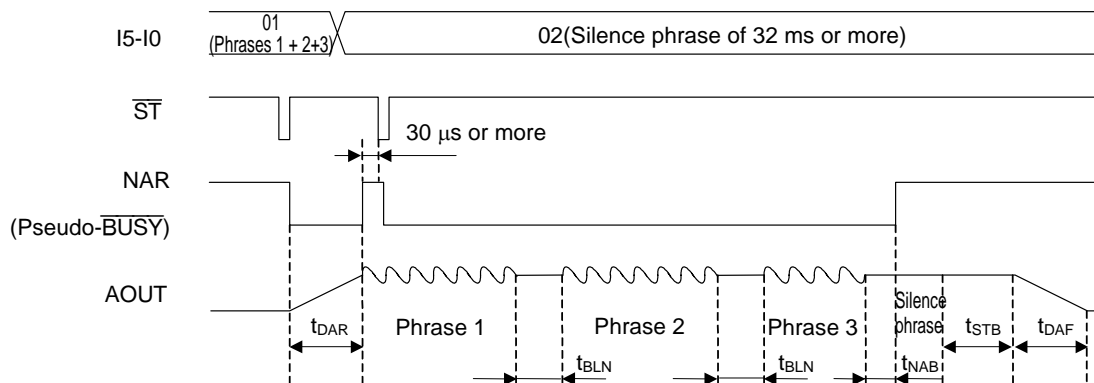 I5-I0
01
(Phrases 1 + 2+3)
02(Silence phrase of 32 ms or more)
ST
30 μs or more
NAR
(Pseudo-BUSY)
AOUT
tDAR
Phrase 1
tBLN
Phrase 2
tBLN
Phrase 3
tNAB
Silence
phrase
tSTB
tDAF